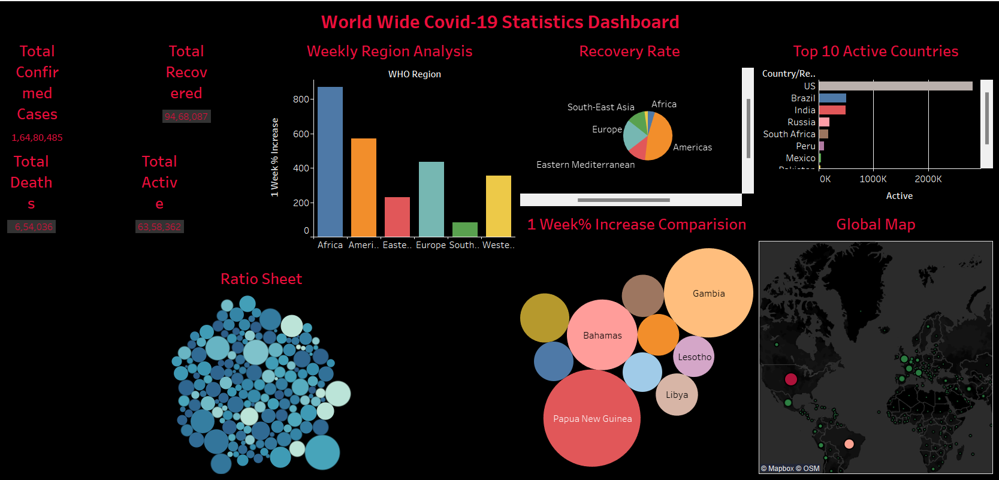 World Wide Covid-19 Statistics Dashboard
Total
Confir
med
Cases
1,64,80,485
Total
Recov
ered
94,68,087
Total
Death
s
6,54,036
Total
Activ
e
63,58,362
Weekly Region Analysis
WHO Region
1 Week % Increase
800
600
400
200
0
Africa Ameri.. Easte.. Europe South.. Weste..
Recovery Rate
South-East Asia
Africa
Europe
Americas
Eastern Mediterranean
Top 10 Active Countries
Country/Re..
US
Brazil
India
Russia
South Africa
Peru
Mexico
Pakistan
0K 1000K 2000K
Active
Ratio Sheet
1 Week% Increase Comparision
Gambia
Bahamas
Lesotho
Libya
Papua New Guinea
Global Map
© Mapbox © OSM